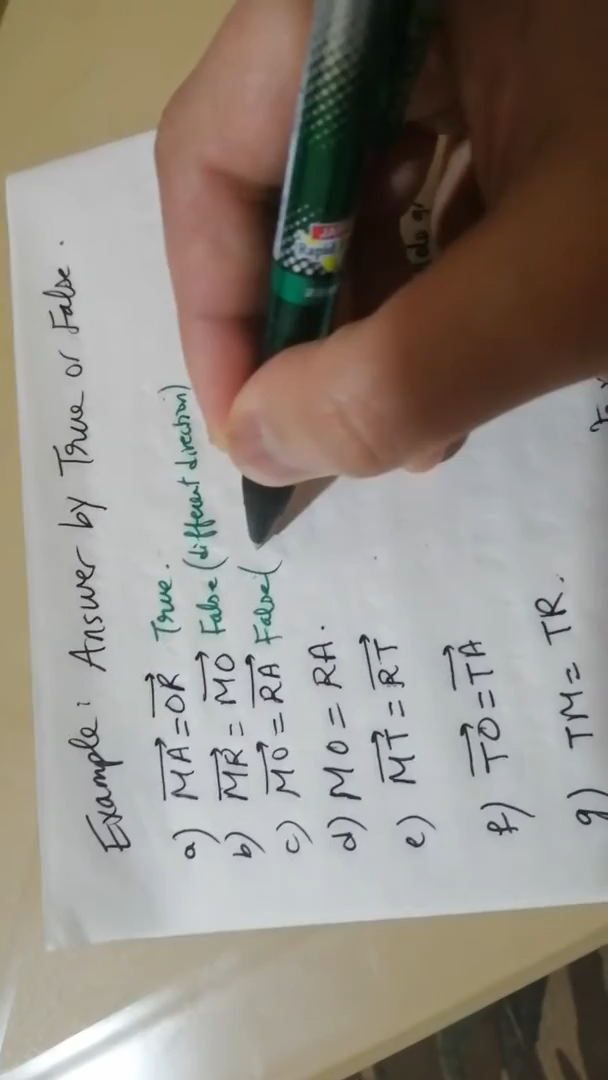 Example: Answer by True or False.
a) MA⃗ = OR⃗ True.
b) MR⃗ = MO⃗ False (different direction)
c) MO⃗ = RA⃗ False(
d) MO = RA.
e) MT⃗ = RT⃗
f) TO⃗ = TA⃗
g) TM = TR.
Rapid